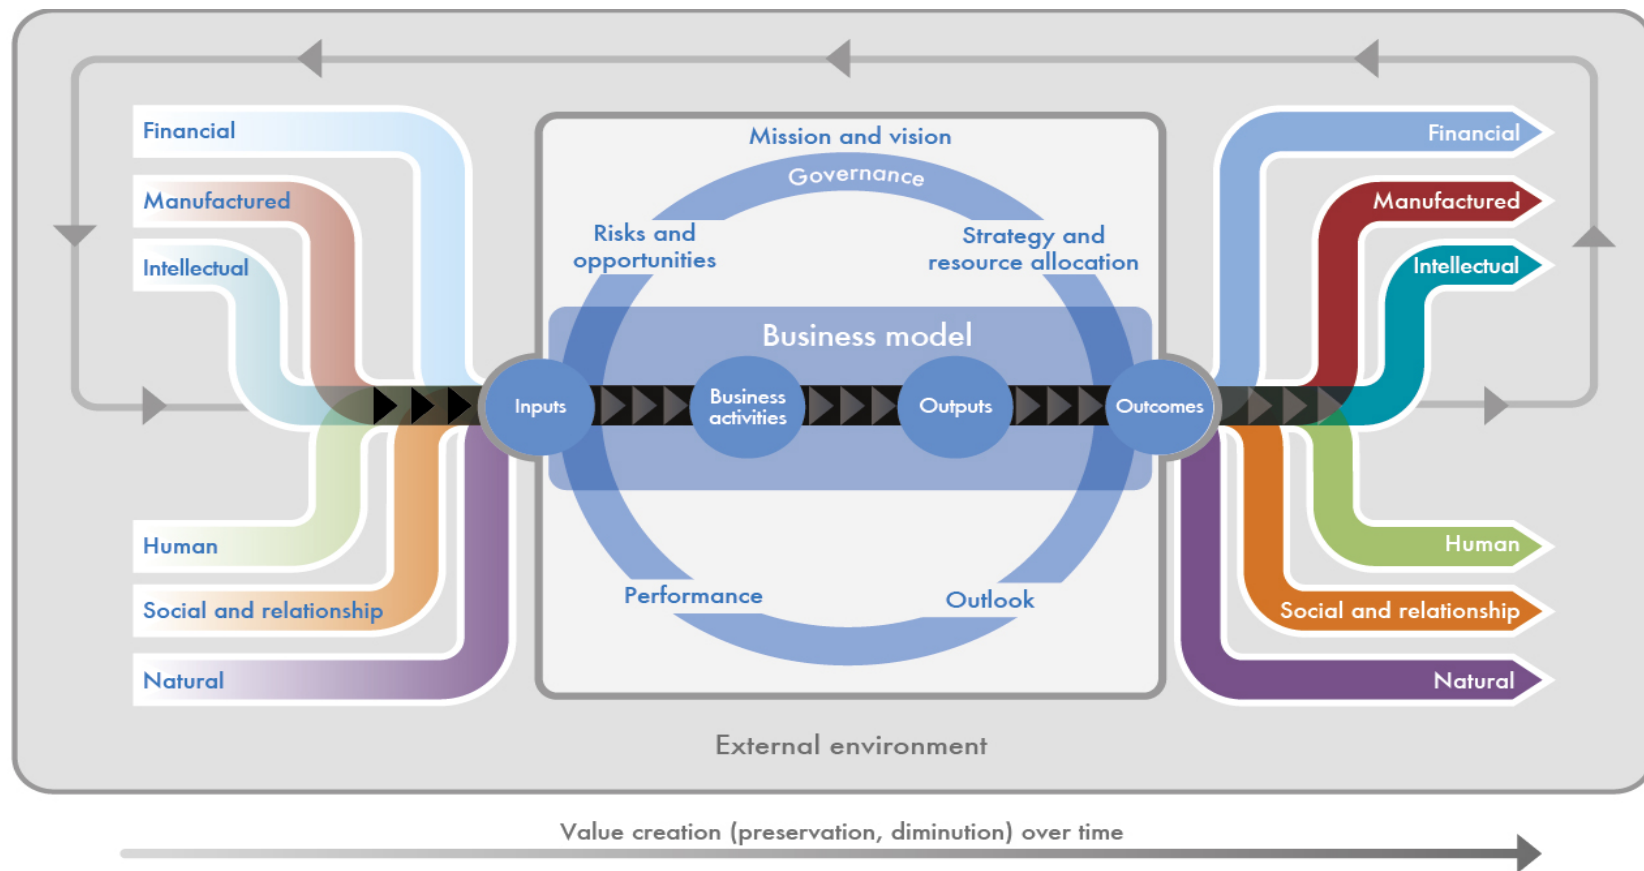 Financial
Manufactured
Intellectual
Human
Social and relationship
Natural
Mission and vision
Governance
Risks and
opportunities
Strategy and
resource allocation
Business model
Inputs
Business
activities
Outputs
Outcomes
Performance
Outlook
Financial
Manufactured
Intellectual
Human
Social and relationship
Natural
External environment
Value creation (preservation, diminution) over time